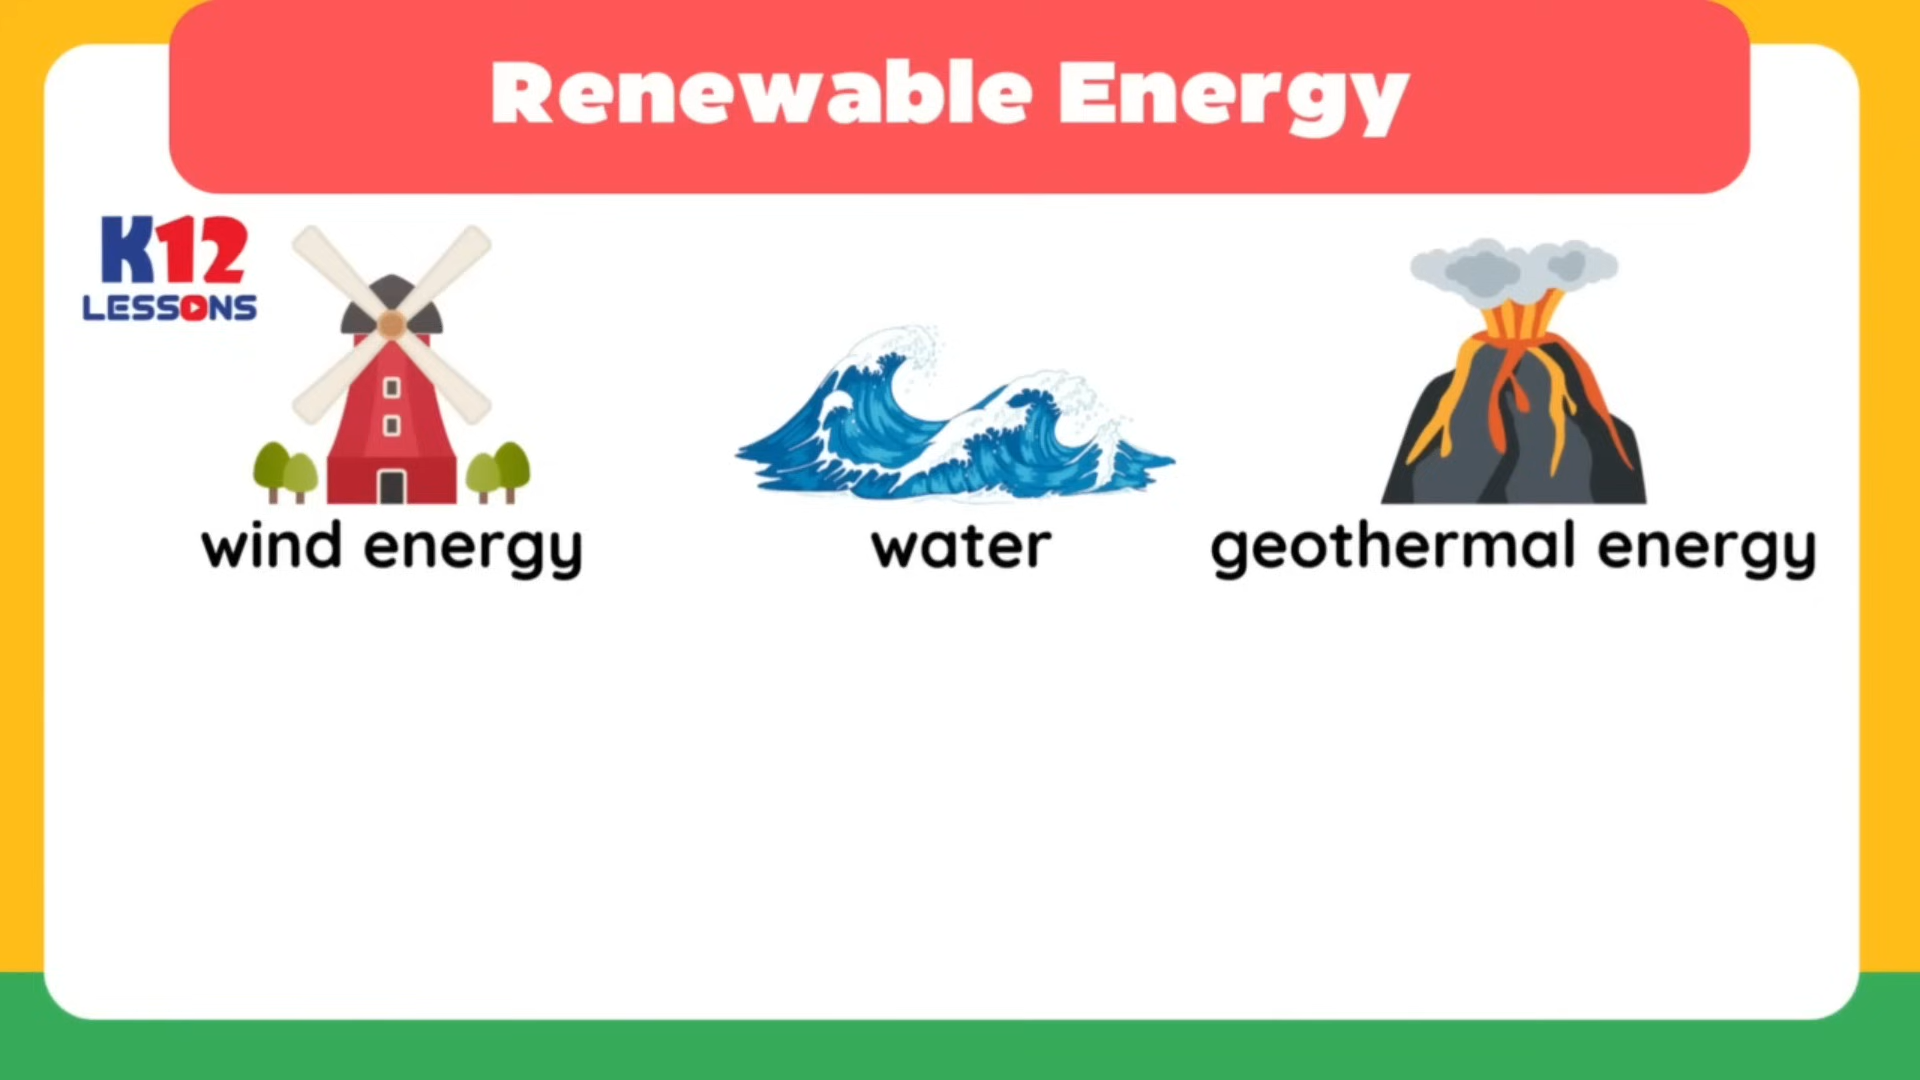 Renewable Energy
K12
LESSONS
wind energy
water
geothermal energy